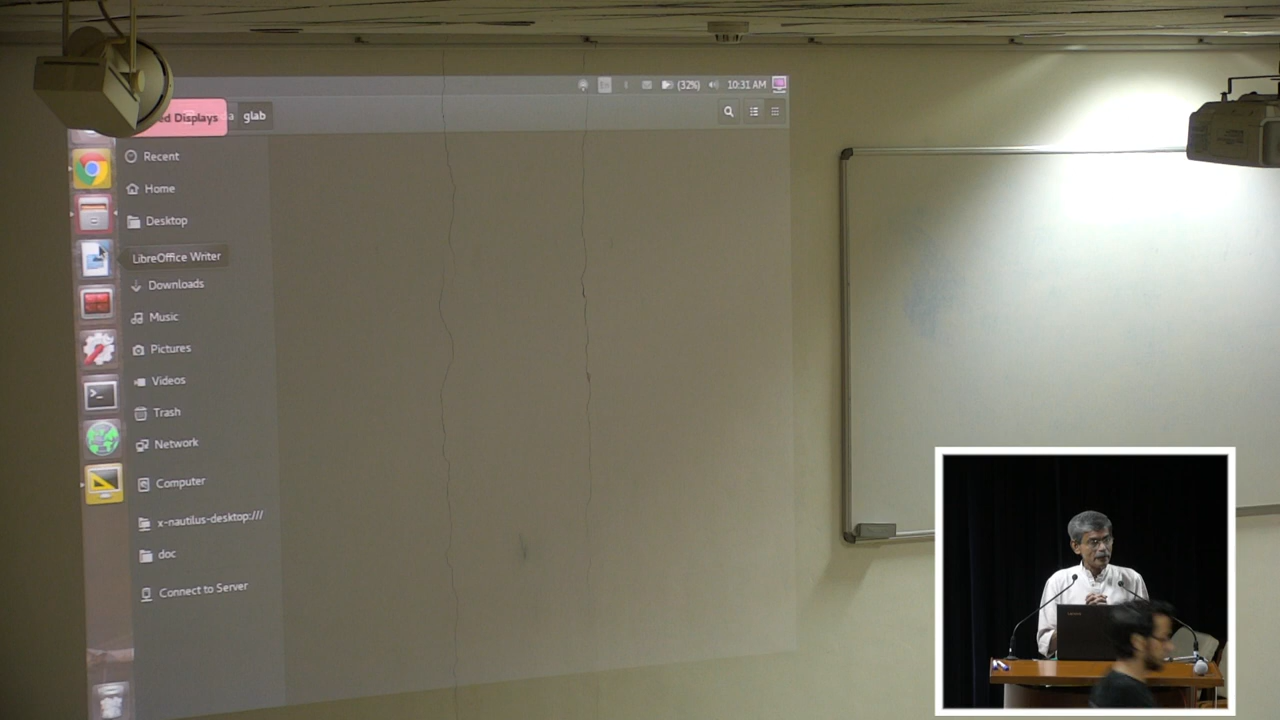 (32%) 10:31 AM
ed Displays a glab
Recent
Home
Desktop
LibreOffice Writer
Downloads
Music
Pictures
Videos
Trash
Network
Computer
x-nautilus-desktop:///
doc
Connect to Server